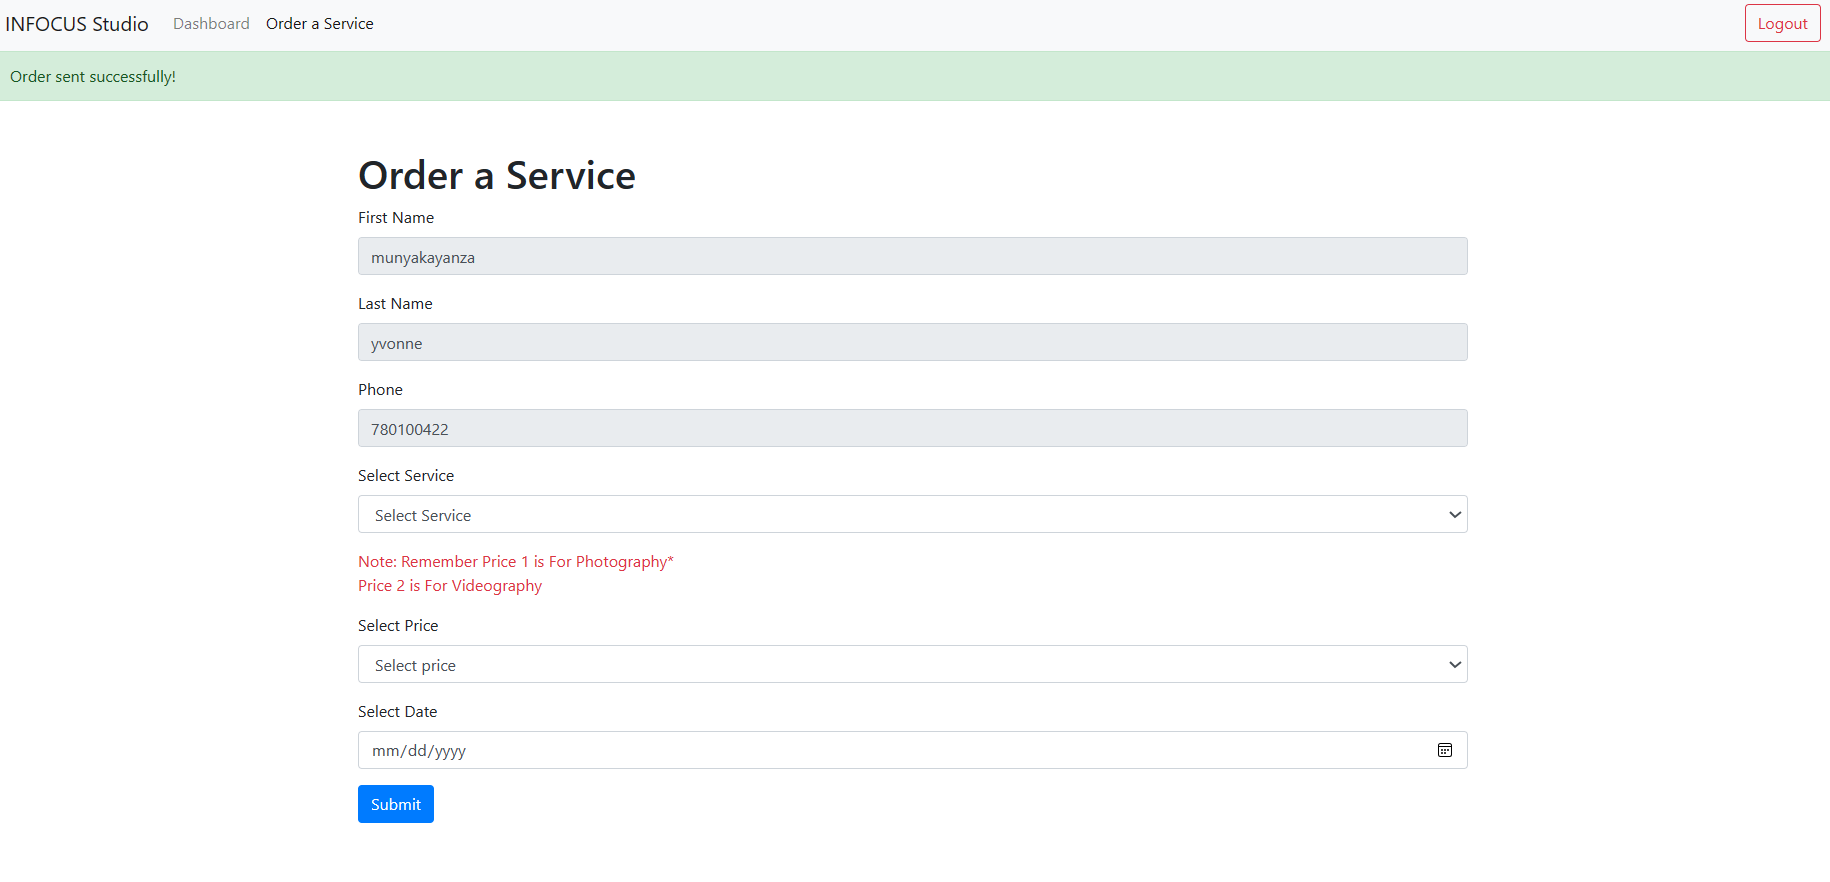 INFOCUS Studio Dashboard Order a Service Logout
Order sent successfully!
Order a Service
First Name
munyakayanza
Last Name
yvonne
Phone
780100422
Select Service
Select Service
Note: Remember Price 1 is For Photography*
Price 2 is For Videography
Select Price
Select price
Select Date
mm/dd/yyyy
Submit